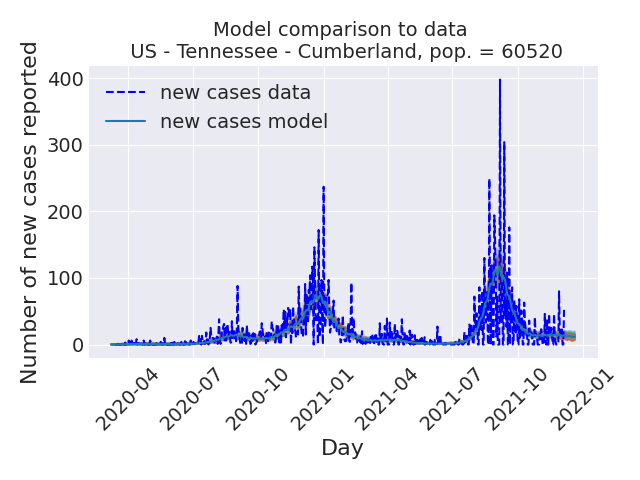 Model comparison to data
US - Tennessee - Cumberland, pop. = 60520
Number of new cases reported
400
300
200
100
0
new cases data
new cases model
2020-04
2020-07
2020-10
2021-01
2021-04
2021-07
2021-10
2022-01
Day